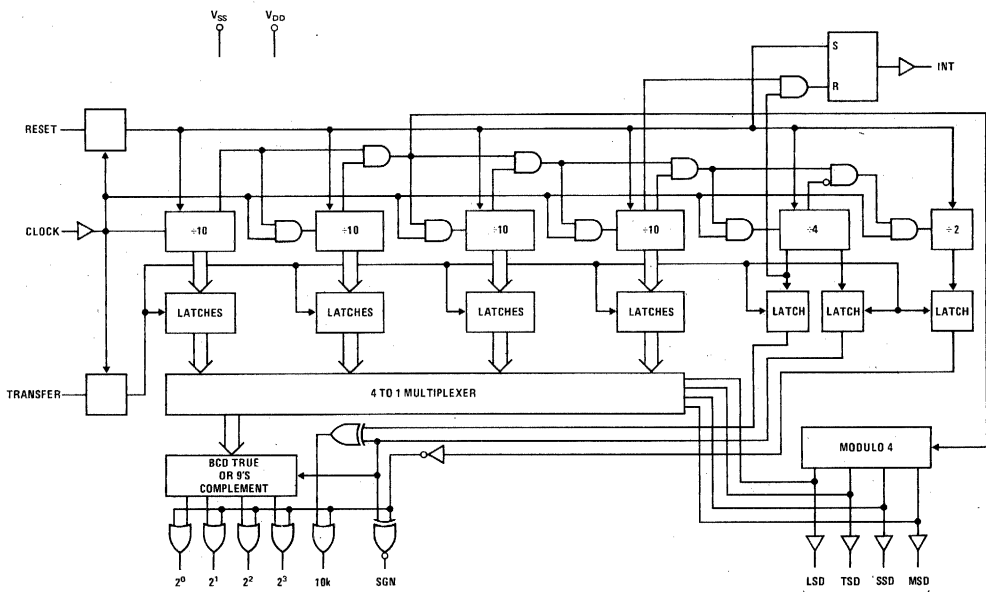 V_SS V_DD
S
INT
R
RESET
CLOCK
÷10 ÷10 ÷10 ÷10 ÷4 ÷2
LATCHES LATCHES LATCHES LATCHES LATCH LATCH LATCH
TRANSFER
4 TO 1 MULTIPLEXER
BCD TRUE
OR 9'S
COMPLEMENT
MODULO 4
2⁰ 2¹ 2² 2³ 10k SGN LSD TSD SSD MSD